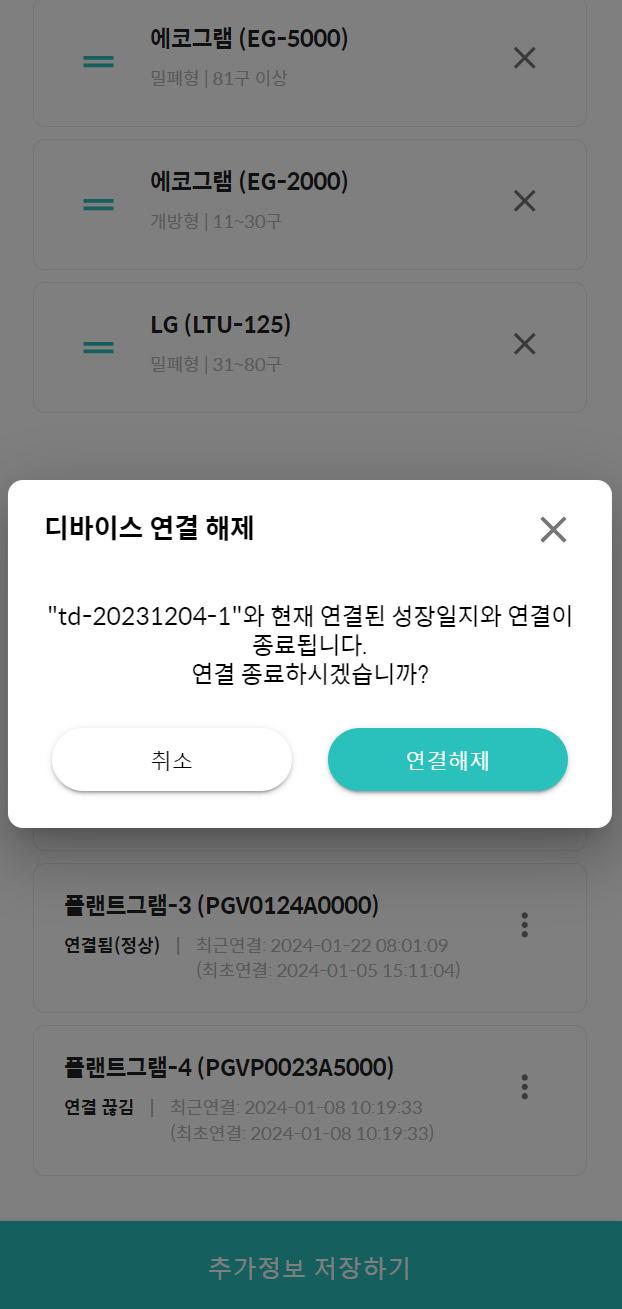 에코그램 (EG-5000)
밀폐형 | 81구 이상
에코그램 (EG-2000)
개방형 | 11~30구
LG (LTU-125)
밀폐형 | 31~80구
디바이스 연결 해제
"td-20231204-1"와 현재 연결된 성장일지와 연결이
종료됩니다.
연결 종료하시겠습니까?
취소
연결해제
플랜트그램-3 (PGV0124A0000)
연결됨(정상) | 최근연결: 2024-01-22 08:01:09
(최초연결: 2024-01-05 15:11:04)
플랜트그램-4 (PGVP0023A5000)
연결 끊김 | 최근연결: 2024-01-08 10:19:33
(최초연결: 2024-01-08 10:19:33)
추가정보 저장하기